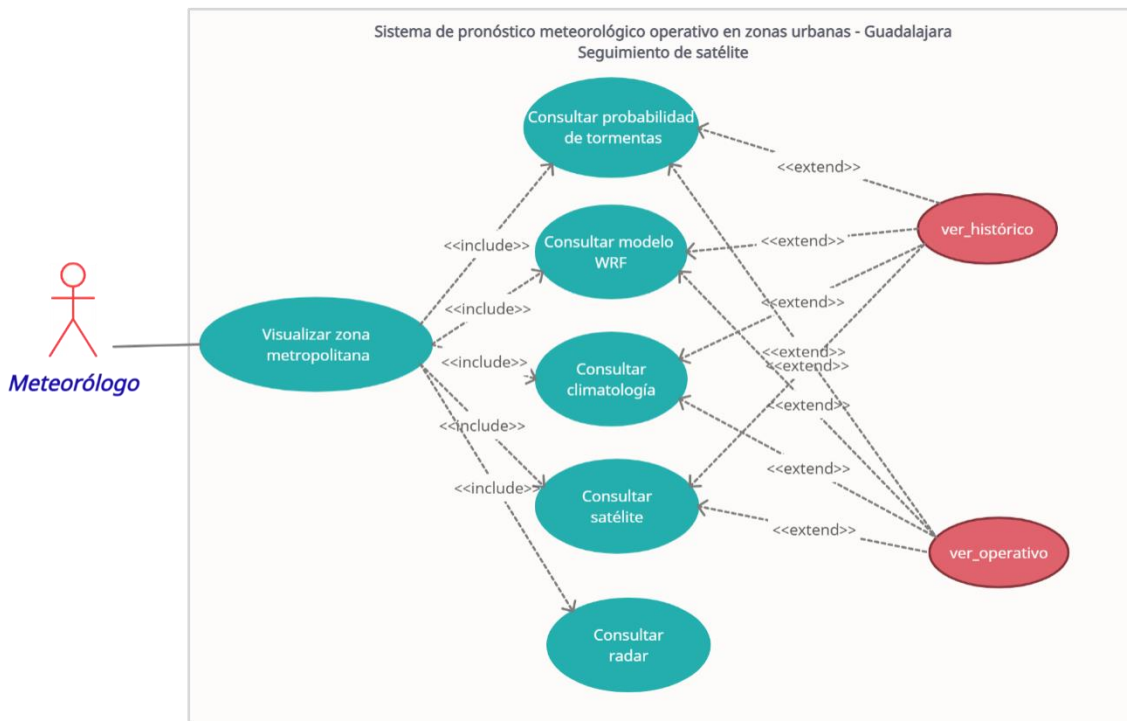 Sistema de pronóstico meteorológico operativo en zonas urbanas - Guadalajara
Seguimiento de satélite
Consultar probabilidad
de tormentas
<<extend>>
ver_histórico
<<include>>
Consultar modelo
WRF
<<extend>>
<<include>>
<<extend>>
Visualizar zona
metropolitana
Meteorólogo
<<include>>
Consultar
climatología
<<extend>>
<<extend>>
<<extend>>
<<include>>
<<extend>>
<<include>>
Consultar
satélite
<<extend>>
ver_operativo
Consultar
radar